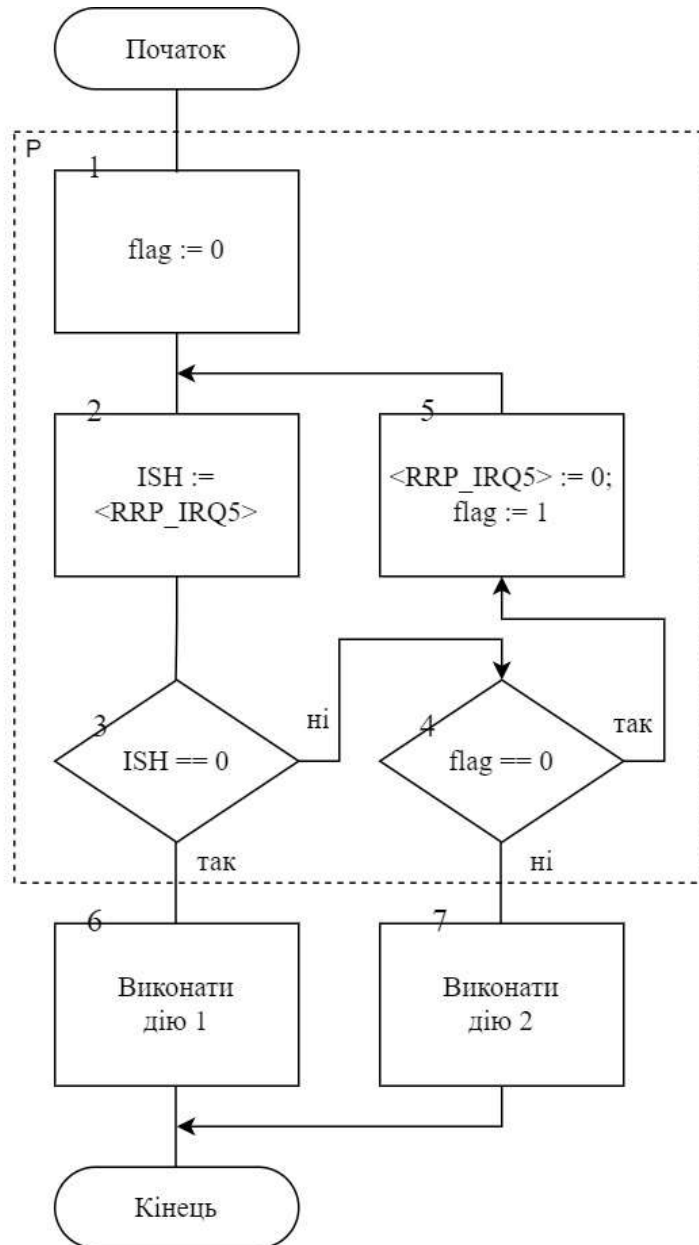 Початок
P
1
flag := 0
2
ISH :=
<RRP_IRQ5>
5
<RRP_IRQ5> := 0;
flag := 1
3
ISH == 0
ні
4
flag == 0
так
так
ні
6
Виконати
дію 1
7
Виконати
дію 2
Кінець